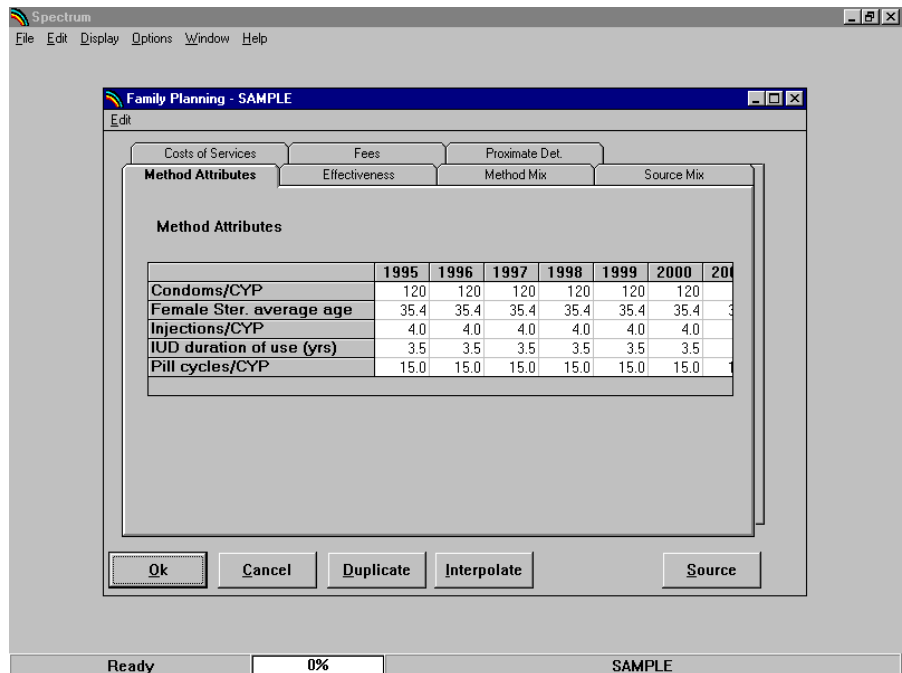 Spectrum
File Edit Display Options Window Help
Family Planning - SAMPLE
Edit
Costs of Services Fees Proximate Det.
Method Attributes Effectiveness Method Mix Source Mix
Method Attributes
1995 1996 1997 1998 1999 2000
Condoms/CYP 120 120 120 120 120 120
Female Ster. average age 35.4 35.4 35.4 35.4 35.4 35.4
Injections/CYP 4.0 4.0 4.0 4.0 4.0 4.0
IUD duration of use (yrs) 3.5 3.5 3.5 3.5 3.5 3.5
Pill cycles/CYP 15.0 15.0 15.0 15.0 15.0 15.0
Ok Cancel Duplicate Interpolate Source
Ready 0% SAMPLE